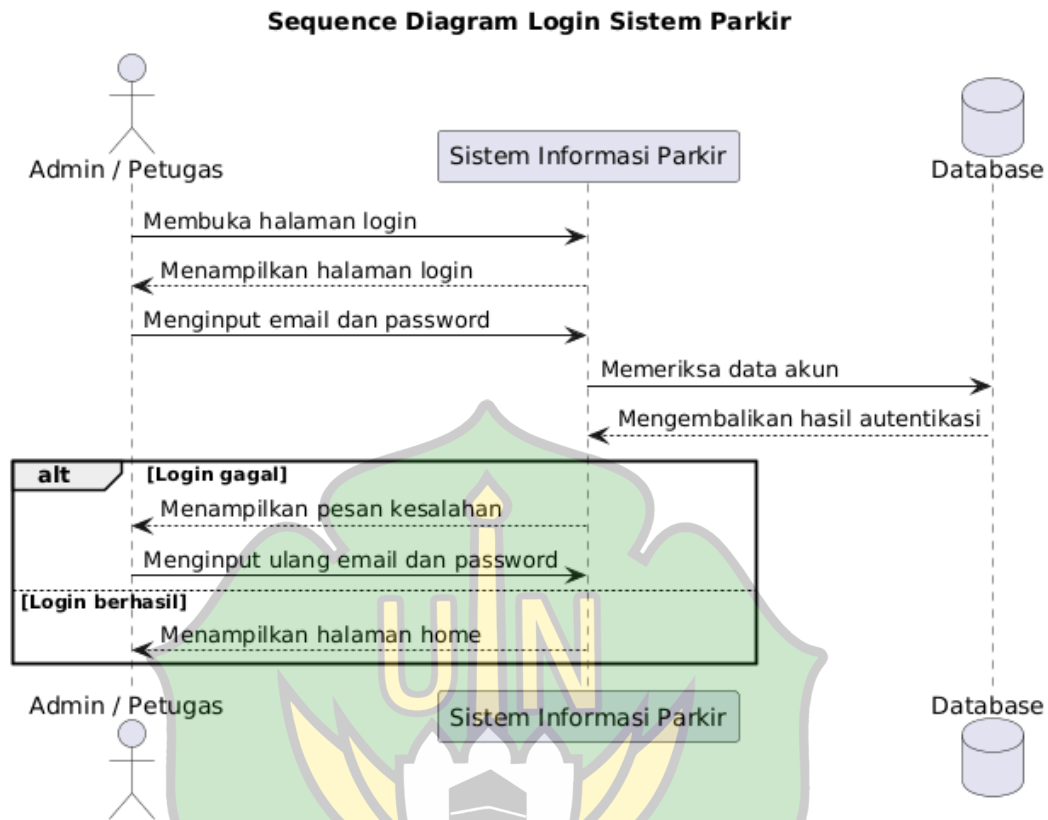 Sequence Diagram Login Sistem Parkir
Admin / Petugas
Sistem Informasi Parkir
Database
Membuka halaman login
Menampilkan halaman login
Menginput email dan password
Memeriksa data akun
Mengembalikan hasil autentikasi
alt [Login gagal]
Menampilkan pesan kesalahan
Menginput ulang email dan password
[Login berhasil]
Menampilkan halaman home
Admin / Petugas
Sistem Informasi Parkir
Database
UIN